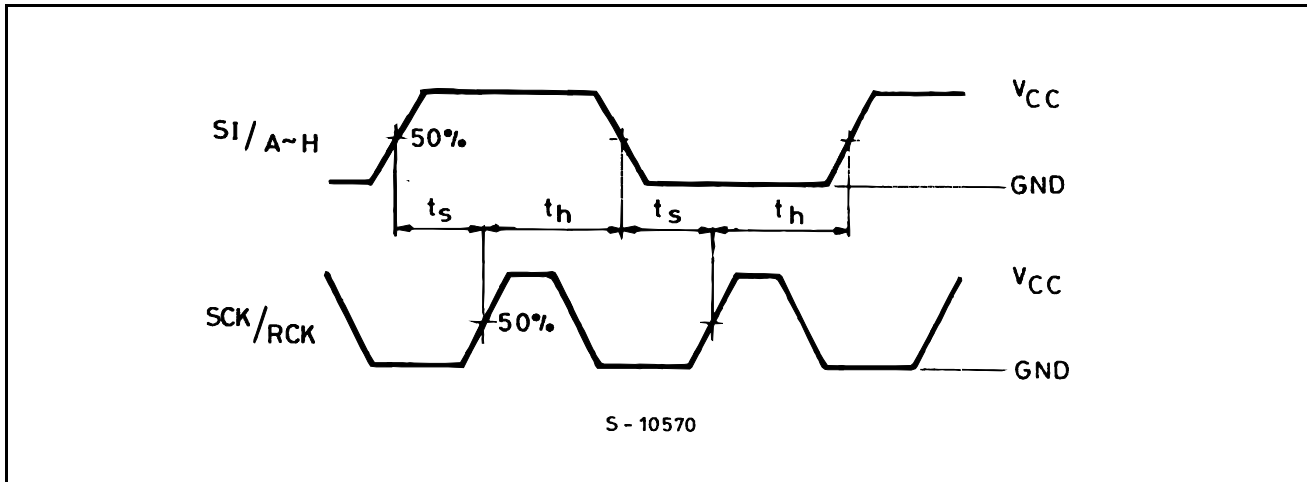 VCC
SI/A~H
50%
GND
ts
th
ts
th
VCC
SCK/RCK
50%
GND
S-10570